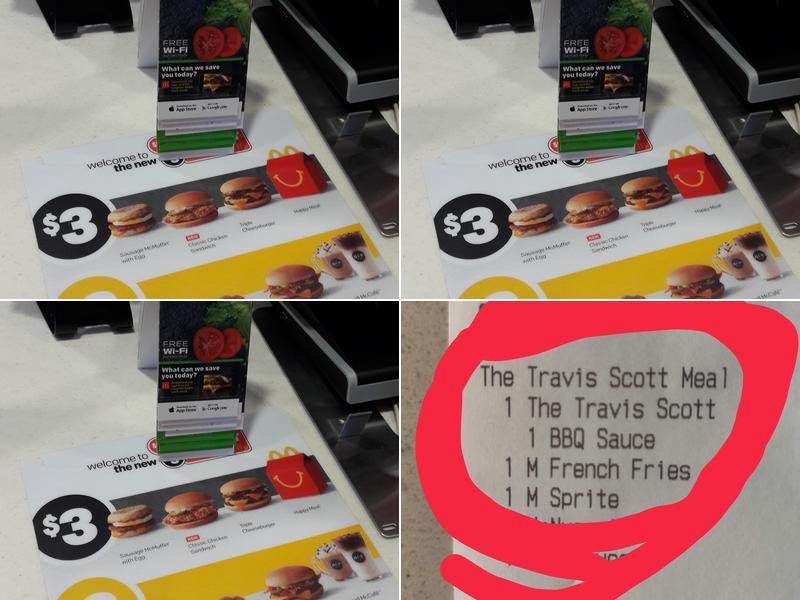 FREE
Wi-Fi
What can we save
you today?
App Store
Google play
welcome to
the new
$3
Sausage McMuffin
with Egg
NEW
Classic Chicken
Sandwich
Triple
Cheeseburger
Happy Meal
McCafé
FREE
Wi-Fi
What can we save
you today?
App Store
Google play
welcome to
the new
$3
Sausage McMuffin
with Egg
NEW
Classic Chicken
Sandwich
Triple
Cheeseburger
Happy Meal
McCafé
FREE
Wi-Fi
What can we save
you today?
App Store
Google play
welcome to
the new
$3
Sausage McMuffin
with Egg
NEW
Classic Chicken
Sandwich
Triple
Cheeseburger
Happy Meal
McCafé
The Travis Scott Meal
1 The Travis Scott
1 BBQ Sauce
1 M French Fries
1 M Sprite